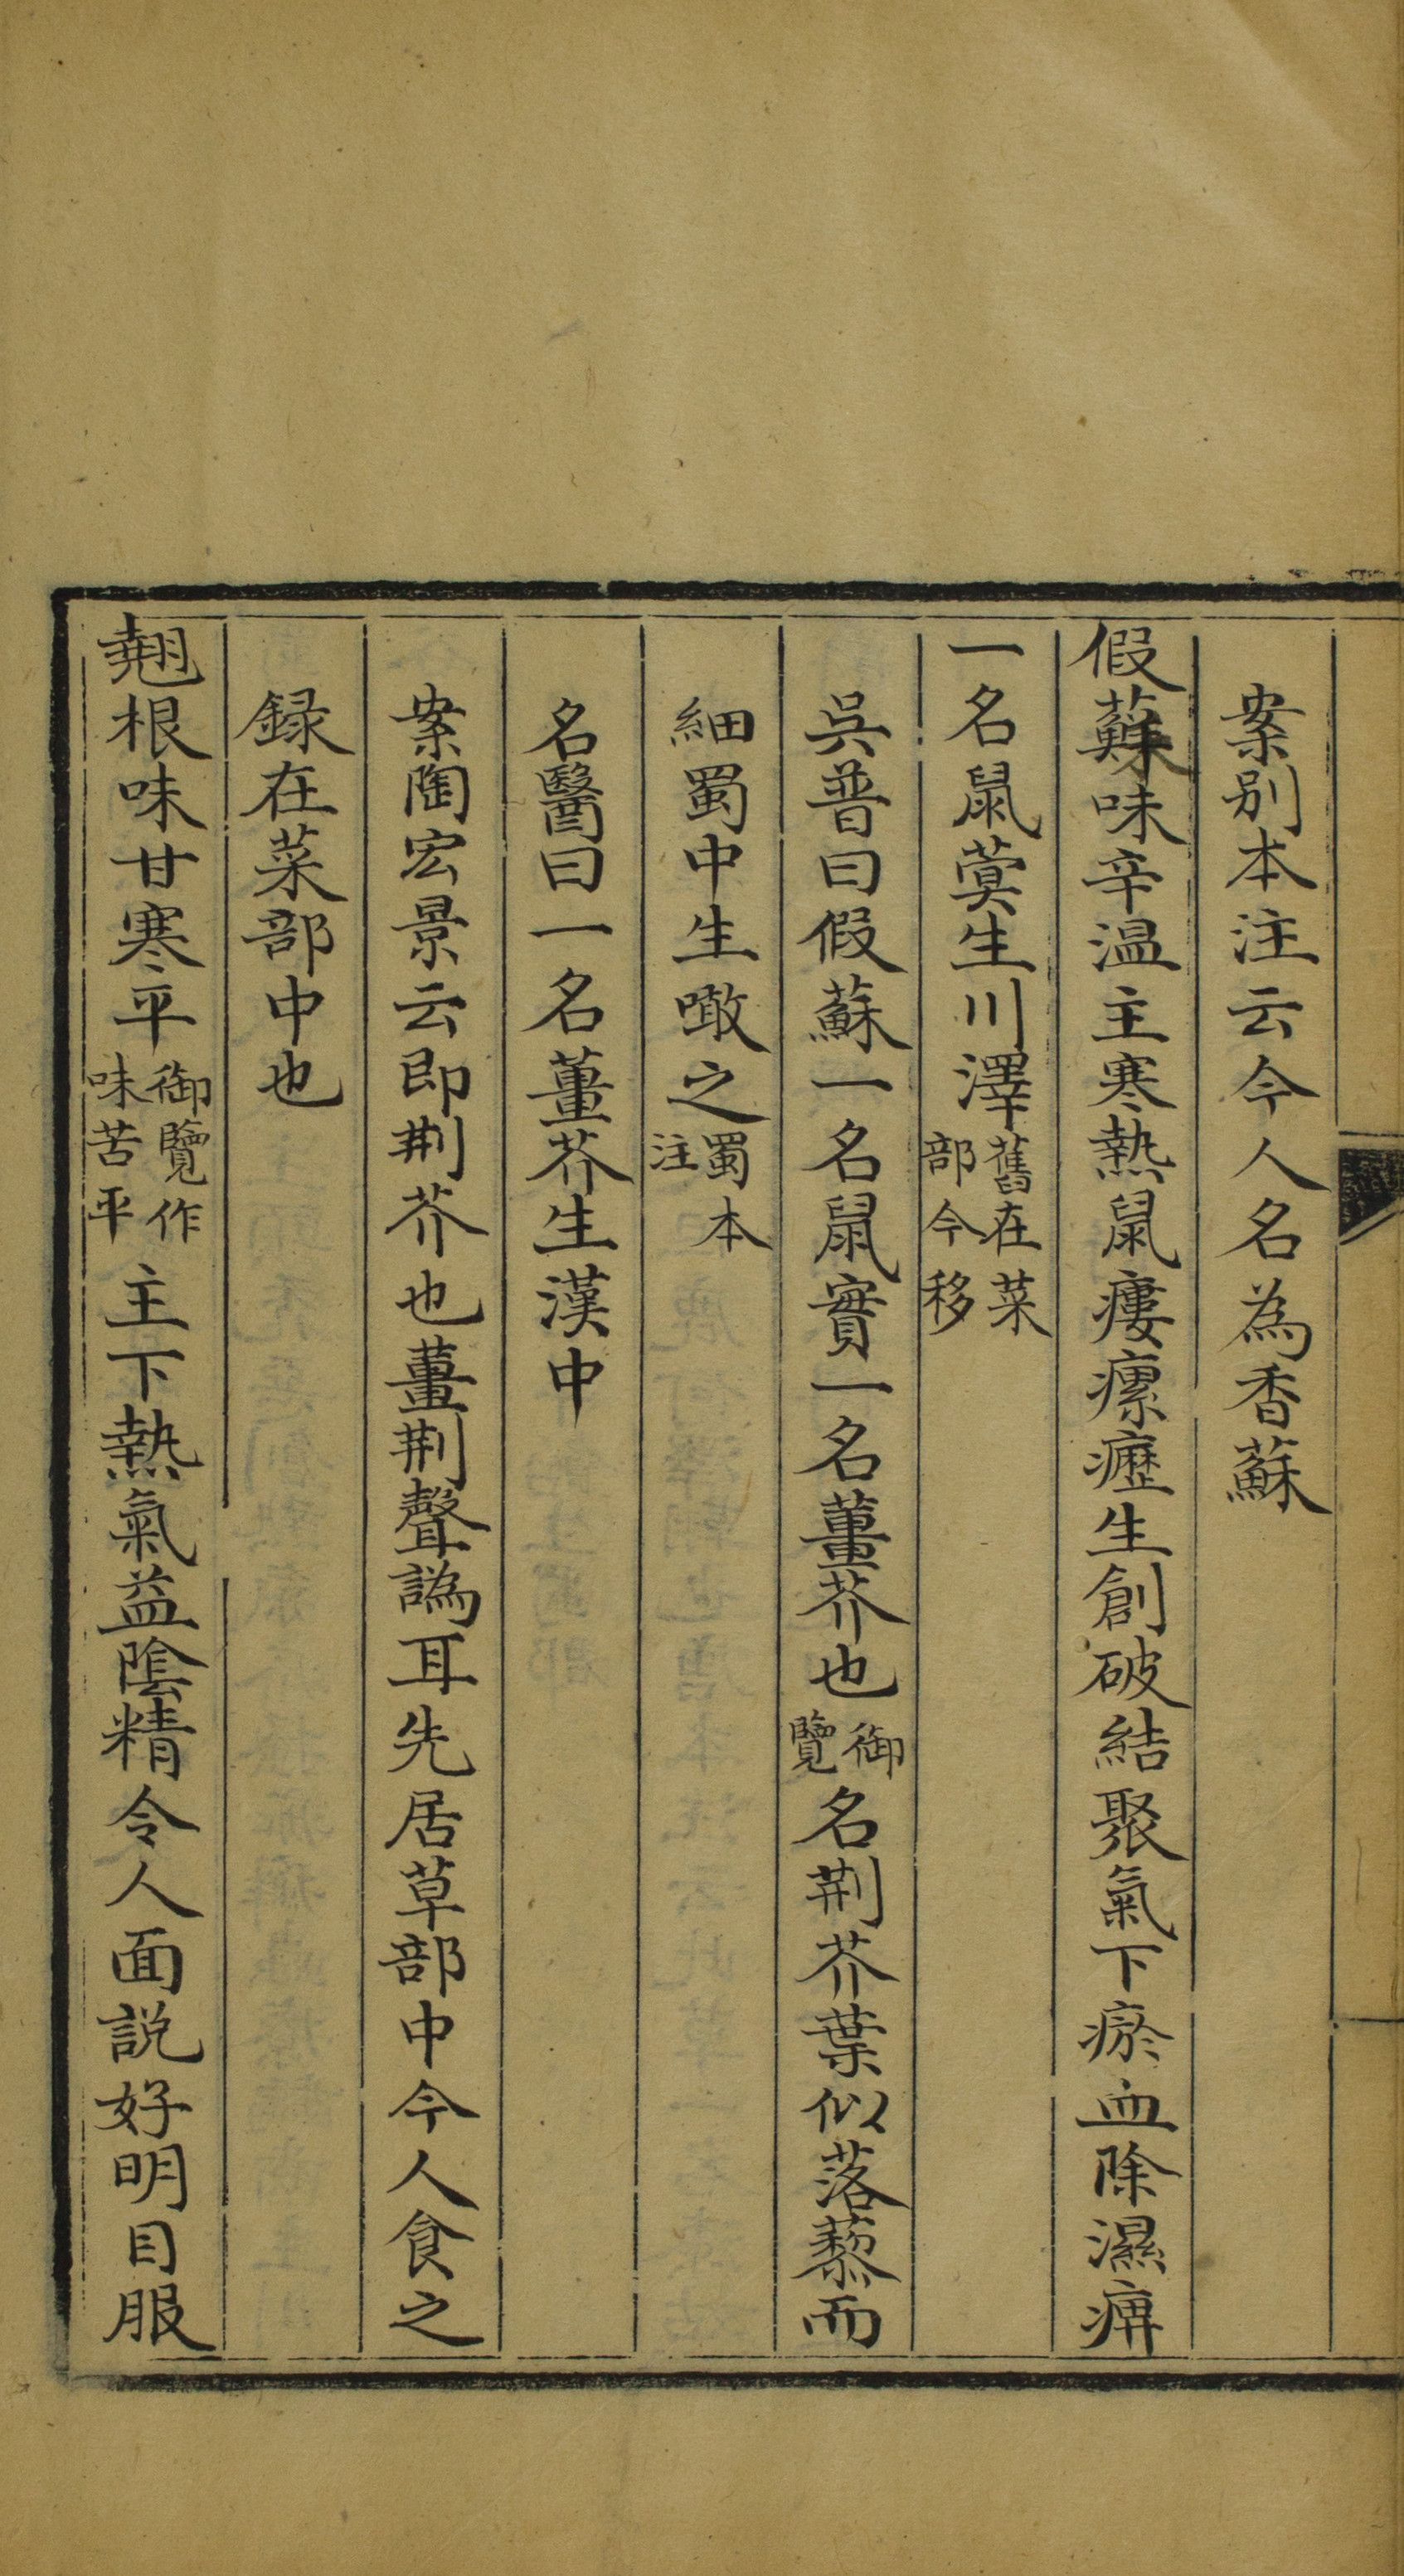 案别本注云今人名為香蘇
假蘇味辛温主寒熱鼠瘻瘰癧生創破結聚氣下瘀血除濕痹
一名鼠蓂生川澤舊在菜部今移
吳普曰假蘇一名鼠實一名薑芥也御覽名荆芥葉似落藜而
細蜀中生噉之蜀本注
名醫曰一名薑芥生漢中
案陶宏景云即荆芥也薑荆聲譌耳先居草部中今人食之
録在菜部中也
翹根味甘寒平御覽作味苦平主下熱氣益陰精令人面説好明目服